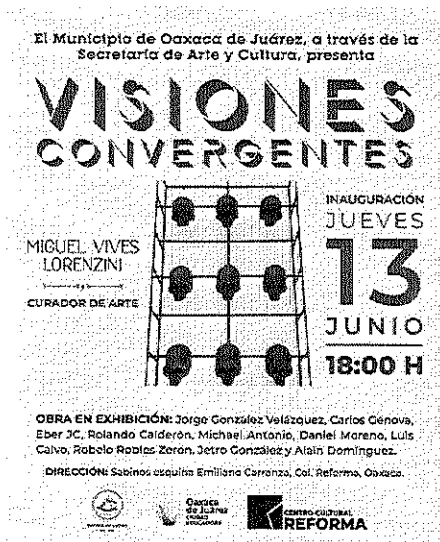 El Municipio de Oaxaca de Juárez, a través de la
Secretaría de Arte y Cultura, presenta
VISIONES
CONVERGENTES
MIGUEL VIVES
LORENZINI
CURADOR DE ARTE
INAUGURACIÓN
JUEVES
13
JUNIO
18:00 H
OBRA EN EXHIBICIÓN: Jorge González Velázquez, Carlos Génova,
Eber JC, Rolando Calderón, Michael Antonio, Daniel Moreno, Luis
Calvo, Robelo Robles Zerón, Jetro González y Alain Domínguez.
DIRECCIÓN: Sabinos esquina Emiliano Carranza, Col. Reforma, Oaxaca.
Oaxaca
de Juárez
CIUDAD
EDUCADORA
CENTRO CULTURAL
REFORMA